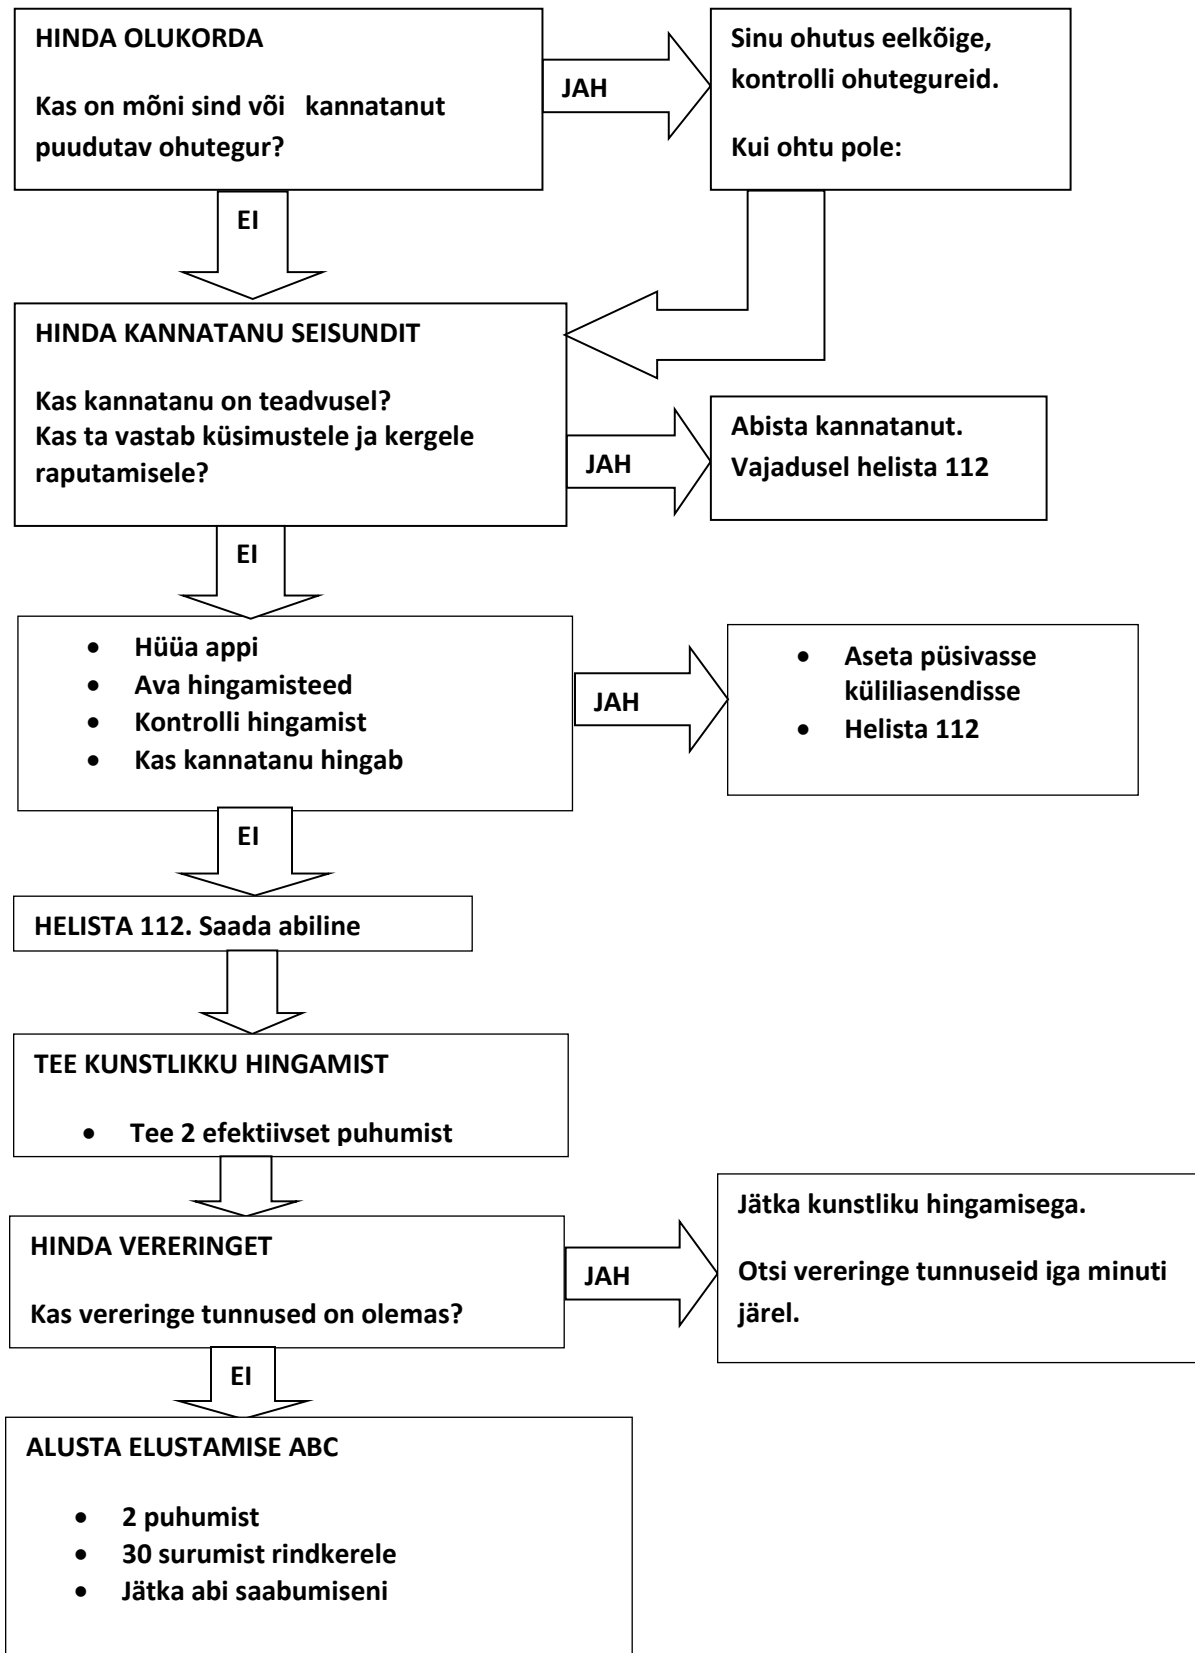 HINDA OLUKORDA
Kas on mõni sind või kannatanut
puudutav ohutegur?
JAH
Sinu ohutus eelkõige,
kontrolli ohutegureid.
Kui ohtu pole:
EI
HINDA KANNATANU SEISUNDIT
Kas kannatanu on teadvusel?
Kas ta vastab küsimustele ja kergele
raputamisele?
JAH
Abista kannatanut.
Vajadusel helista 112
EI
• Hüüa appi
• Ava hingamisteed
• Kontrolli hingamist
• Kas kannatanu hingab
JAH
• Aseta püsivasse
küliliasendisse
• Helista 112
EI
HELISTA 112. Saada abiline
TEE KUNSTLIKKU HINGAMIST
• Tee 2 efektiivset puhumist
HINDA VERERINGET
Kas vereringe tunnused on olemas?
JAH
Jätka kunstliku hingamisega.
Otsi vereringe tunnuseid iga minuti
järel.
EI
ALUSTA ELUSTAMISE ABC
• 2 puhumist
• 30 surumist rindkerele
• Jätka abi saabumiseni